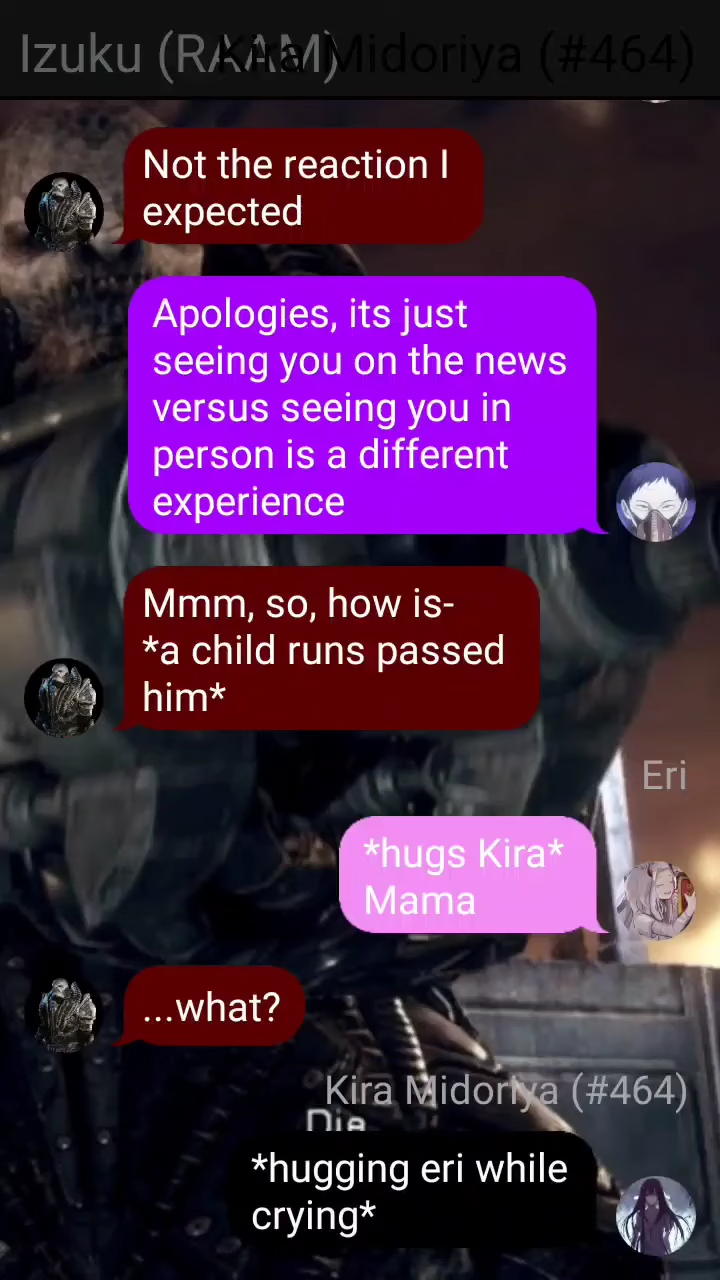 Izuku (RAAM)
Kira Midoriya (#464)
Not the reaction I
expected
Apologies, its just
seeing you on the news
versus seeing you in
person is a different
experience
Mmm, so, how is-
*a child runs passed
him*
Eri
*hugs Kira*
Mama
...what?
Kira Midoriya (#464)
Die
*hugging eri while
crying*